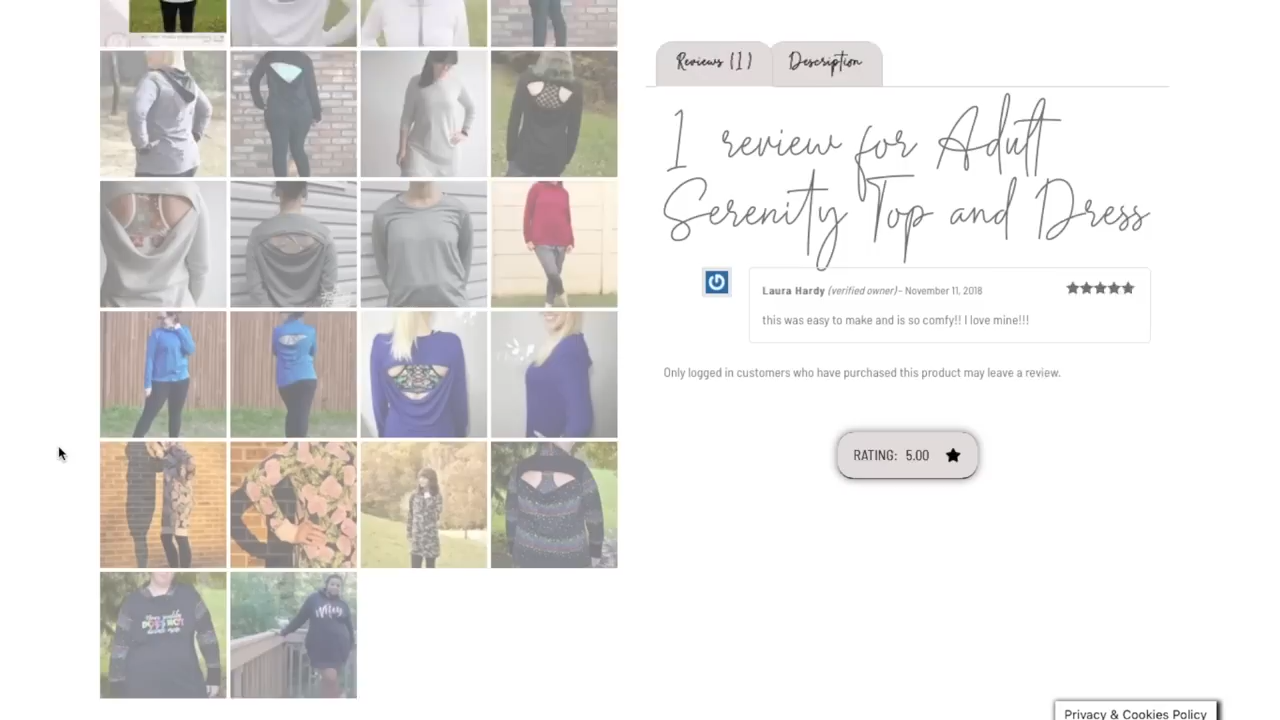 Reviews (1)
Description
1 review for Adult
Serenity Top and Dress
Laura Hardy (verified owner) – November 11, 2018
this was easy to make and is so comfy!! I love mine!!!
Only logged in customers who have purchased this product may leave a review.
RATING: 5.00
Privacy & Cookies Policy